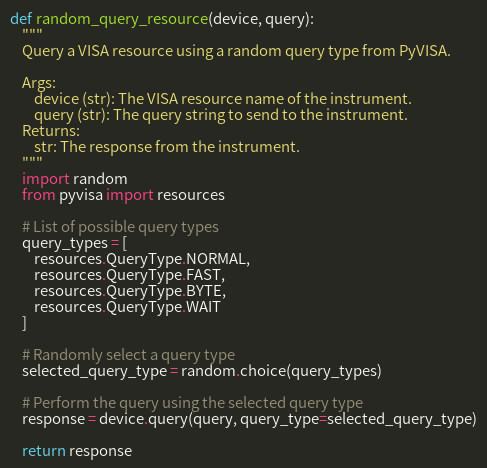 def random_query_resource(device, query):
    """
    Query a VISA resource using a random query type from PyVISA.

    Args:
        device (str): The VISA resource name of the instrument.
        query (str): The query string to send to the instrument.
    Returns:
        str: The response from the instrument.
    """
    import random
    from pyvisa import resources

    # List of possible query types
    query_types = [
        resources.QueryType.NORMAL,
        resources.QueryType.FAST,
        resources.QueryType.BYTE,
        resources.QueryType.WAIT
    ]

    # Randomly select a query type
    selected_query_type = random.choice(query_types)

    # Perform the query using the selected query type
    response = device.query(query, query_type=selected_query_type)

    return response